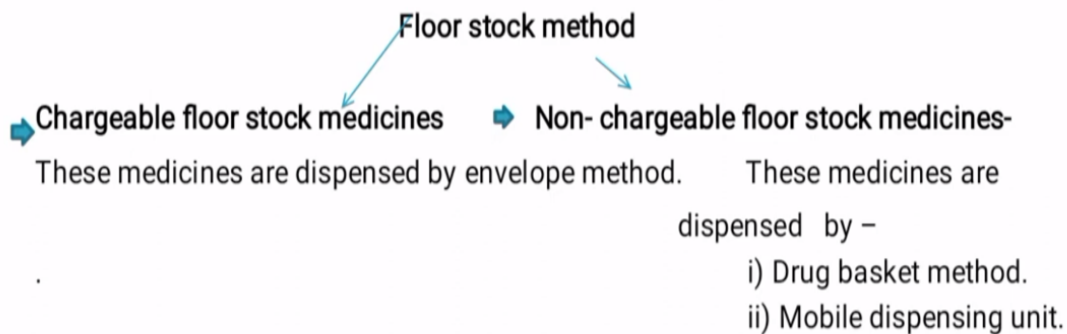 Floor stock method
Chargeable floor stock medicines
Non- chargeable floor stock medicines-
These medicines are dispensed by envelope method.
These medicines are
dispensed by –
i) Drug basket method.
ii) Mobile dispensing unit.
.